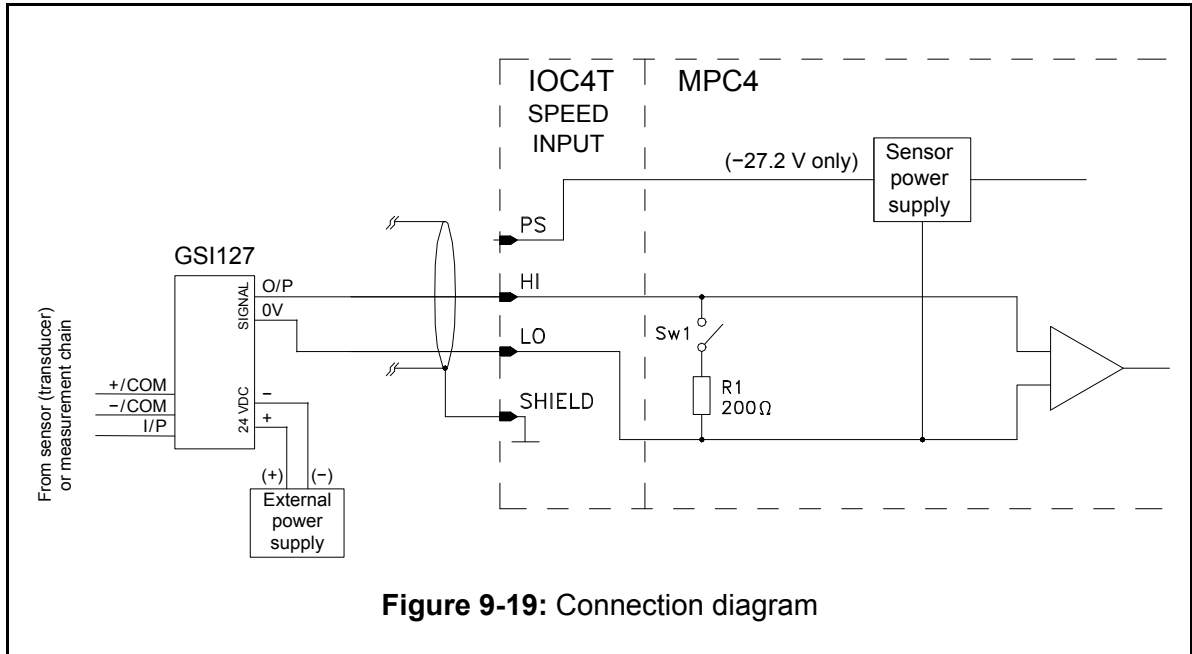 IOC4T
SPEED
INPUT
MPC4
(−27.2 V only)
Sensor
power
supply
PS
GSI127
SIGNAL
O/P
0V
HI
LO
Sw1
R1
200Ω
SHIELD
From sensor (transducer)
or measurement chain
+/COM
−/COM
I/P
24 VDC
−
+
(+) (−)
External
power
supply
Figure 9-19: Connection diagram